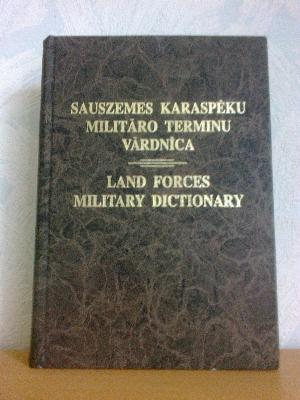 SAUSZEMES KARASPĒKU
MILITĀRO TERMINU
VĀRDNĪCA
LAND FORCES
MILITARY DICTIONARY